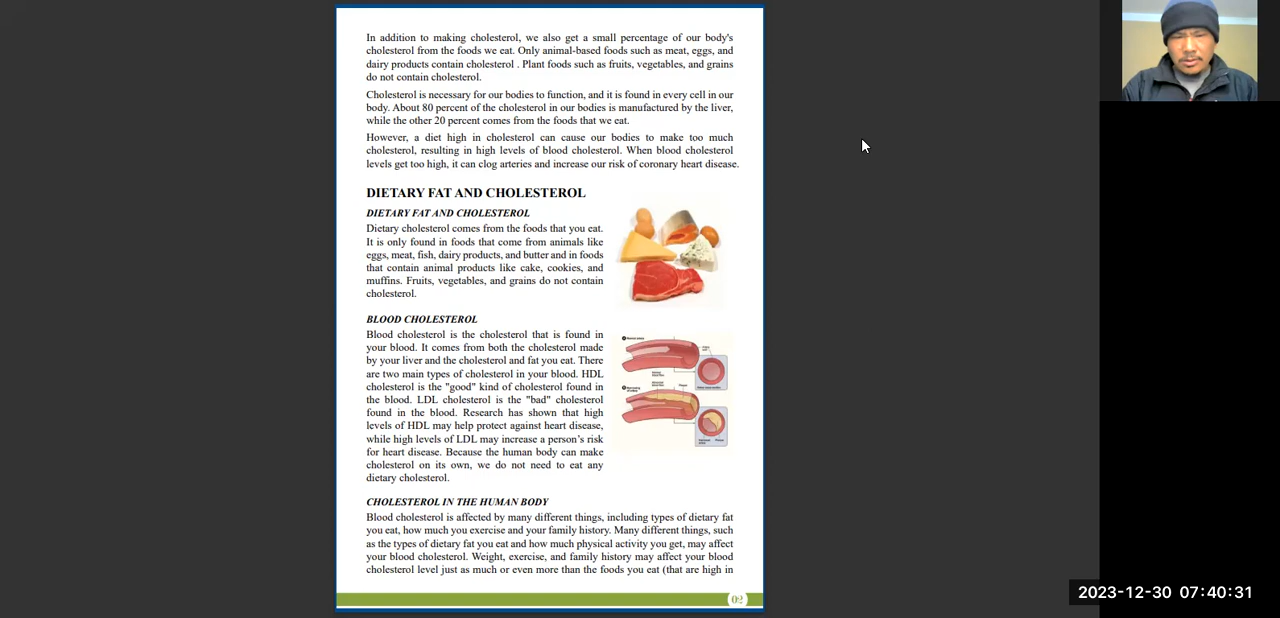 In addition to making cholesterol, we also get a small percentage of our body's
cholesterol from the foods we eat. Only animal-based foods such as meat, eggs, and
dairy products contain cholesterol . Plant foods such as fruits, vegetables, and grains
do not contain cholesterol.
Cholesterol is necessary for our bodies to function, and it is found in every cell in our
body. About 80 percent of the cholesterol in our bodies is manufactured by the liver,
while the other 20 percent comes from the foods that we eat.
However, a diet high in cholesterol can cause our bodies to make too much
cholesterol, resulting in high levels of blood cholesterol. When blood cholesterol
levels get too high, it can clog arteries and increase our risk of coronary heart disease.
DIETARY FAT AND CHOLESTEROL
DIETARY FAT AND CHOLESTEROL
Dietary cholesterol comes from the foods that you eat.
It is only found in foods that come from animals like
eggs, meat, fish, dairy products, and butter and in foods
that contain animal products like cake, cookies, and
muffins. Fruits, vegetables, and grains do not contain
cholesterol.
BLOOD CHOLESTEROL
Blood cholesterol is the cholesterol that is found in
your blood. It comes from both the cholesterol made
by your liver and the cholesterol and fat you eat. There
are two main types of cholesterol in your blood. HDL
cholesterol is the "good" kind of cholesterol found in
the blood. LDL cholesterol is the "bad" cholesterol
found in the blood. Research has shown that high
levels of HDL may help protect against heart disease,
while high levels of LDL may increase a person's risk
for heart disease. Because the human body can make
cholesterol on its own, we do not need to eat any
dietary cholesterol.
CHOLESTEROL IN THE HUMAN BODY
Blood cholesterol is affected by many different things, including types of dietary fat
you eat, how much you exercise and your family history. Many different things, such
as the types of dietary fat you eat and how much physical activity you get, may affect
your blood cholesterol. Weight, exercise, and family history may affect your blood
cholesterol level just as much or even more than the foods you eat (that are high in
02
2023-12-30 07:40:31